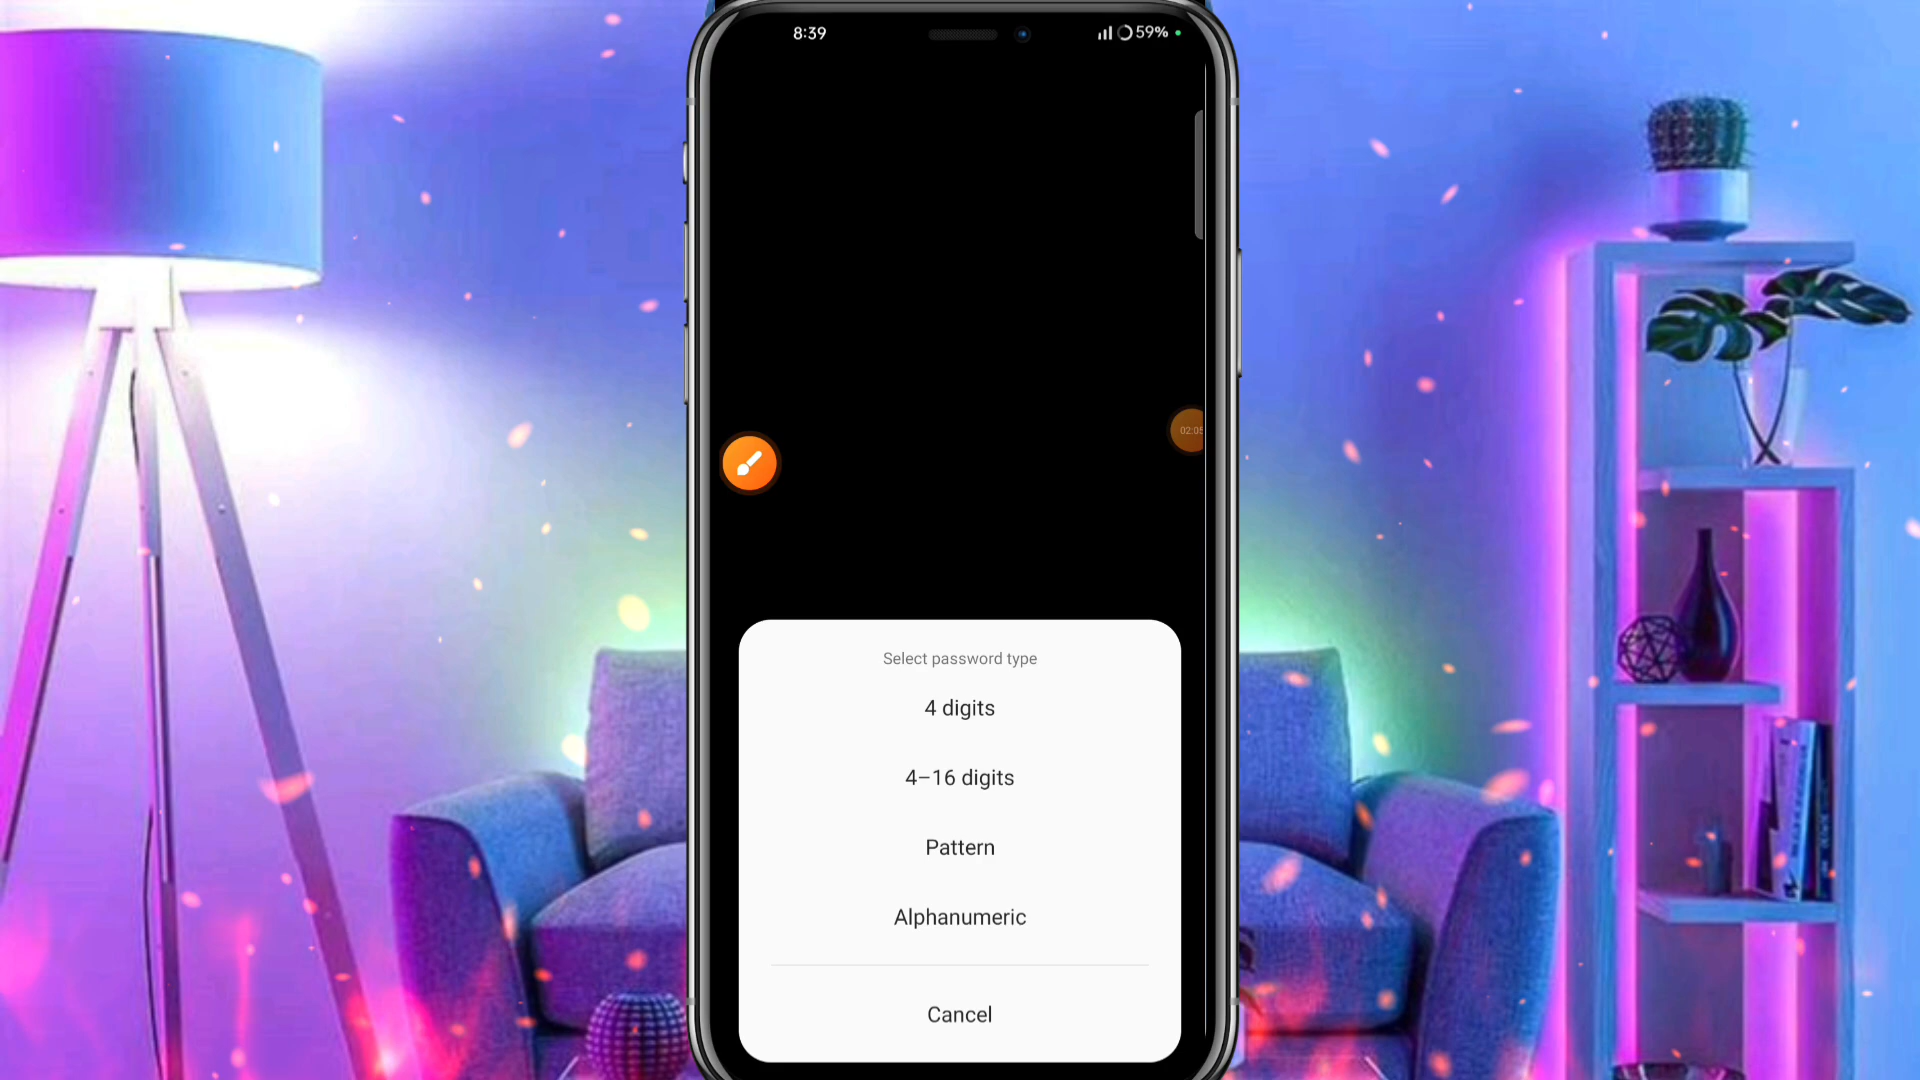 8:39
59%
02:05
Select password type
4 digits
4–16 digits
Pattern
Alphanumeric
Cancel